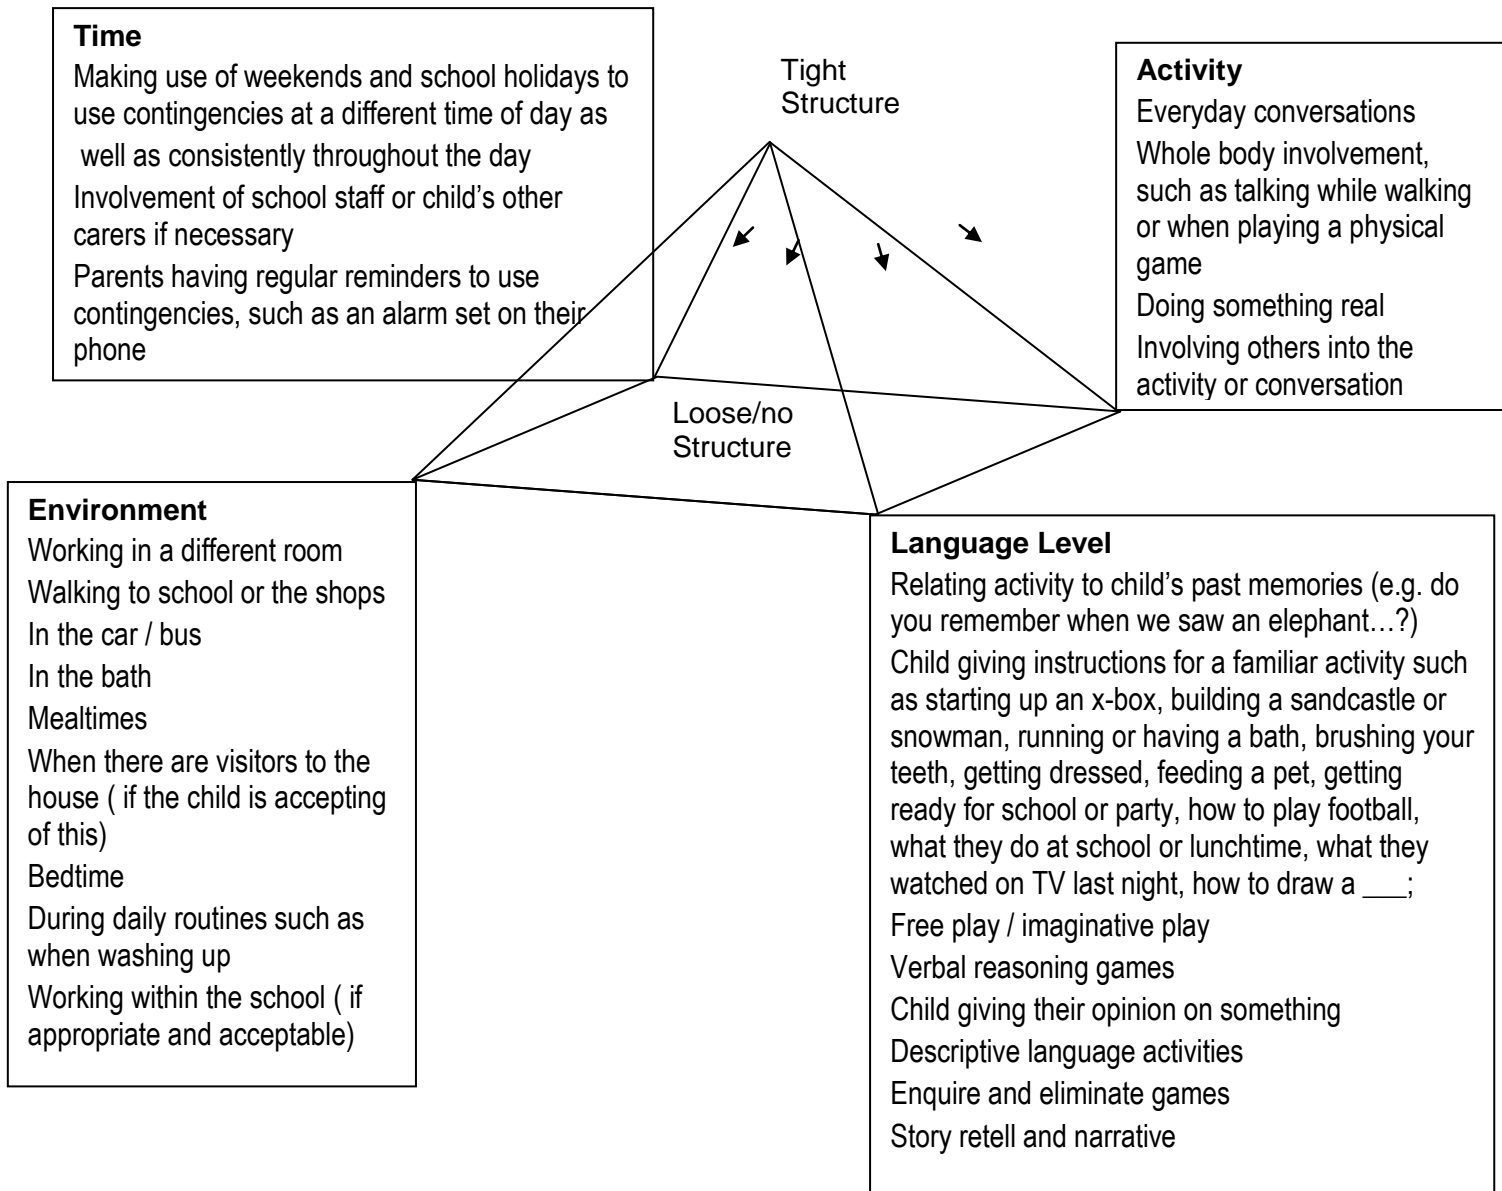 Time
Making use of weekends and school holidays to
use contingencies at a different time of day as
well as consistently throughout the day
Involvement of school staff or child’s other
carers if necessary
Parents having regular reminders to use
contingencies, such as an alarm set on their
phone
Tight
Structure
Activity
Everyday conversations
Whole body involvement,
such as talking while walking
or when playing a physical
game
Doing something real
Involving others into the
activity or conversation
Loose/no
Structure
Environment
Working in a different room
Walking to school or the shops
In the car / bus
In the bath
Mealtimes
When there are visitors to the
house ( if the child is accepting
of this)
Bedtime
During daily routines such as
when washing up
Working within the school ( if
appropriate and acceptable)
Language Level
Relating activity to child’s past memories (e.g. do
you remember when we saw an elephant…?)
Child giving instructions for a familiar activity such
as starting up an x-box, building a sandcastle or
snowman, running or having a bath, brushing your
teeth, getting dressed, feeding a pet, getting
ready for school or party, how to play football,
what they do at school or lunchtime, what they
watched on TV last night, how to draw a ___;
Free play / imaginative play
Verbal reasoning games
Child giving their opinion on something
Descriptive language activities
Enquire and eliminate games
Story retell and narrative